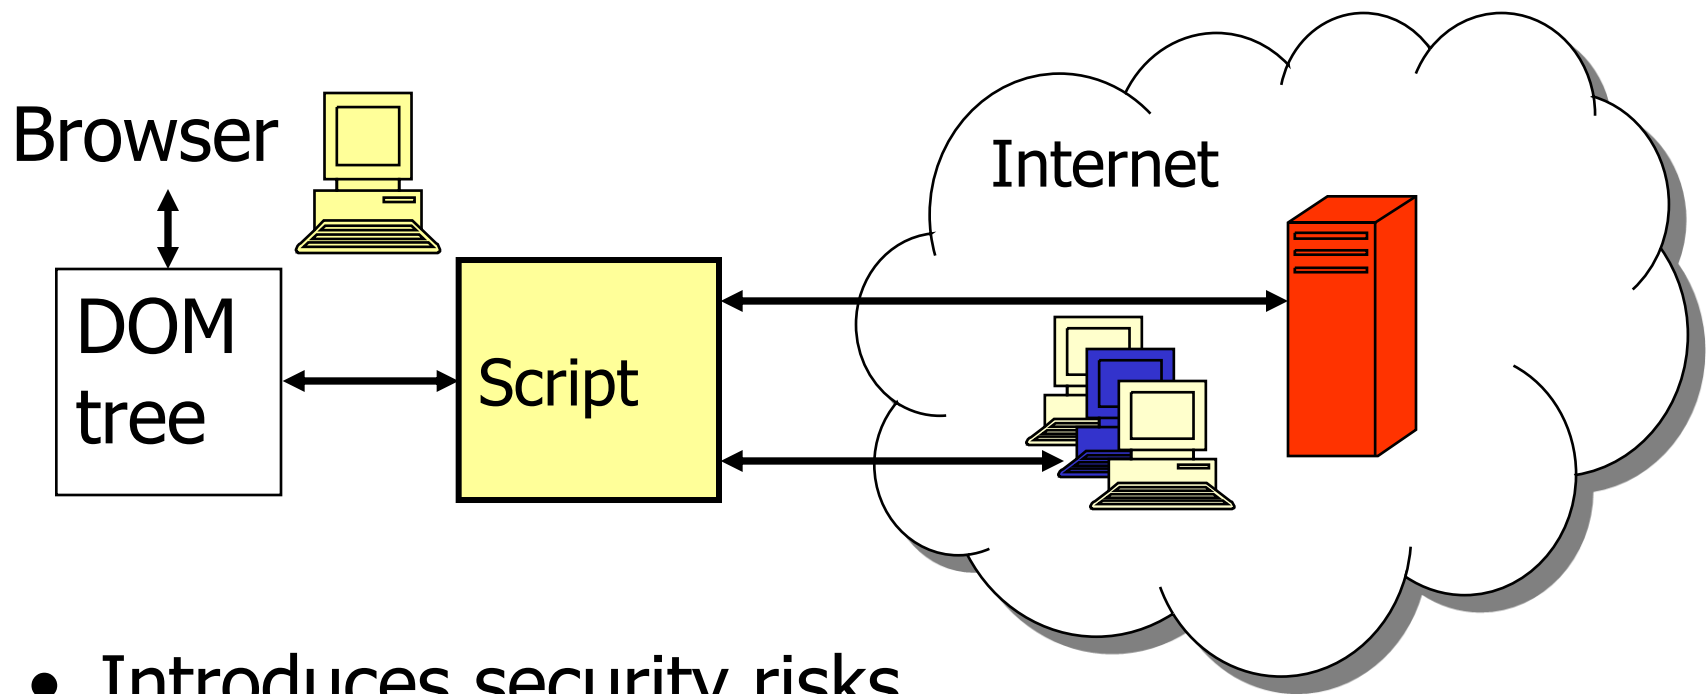 Browser
Internet
DOM
tree
Script
• Introduces security risks